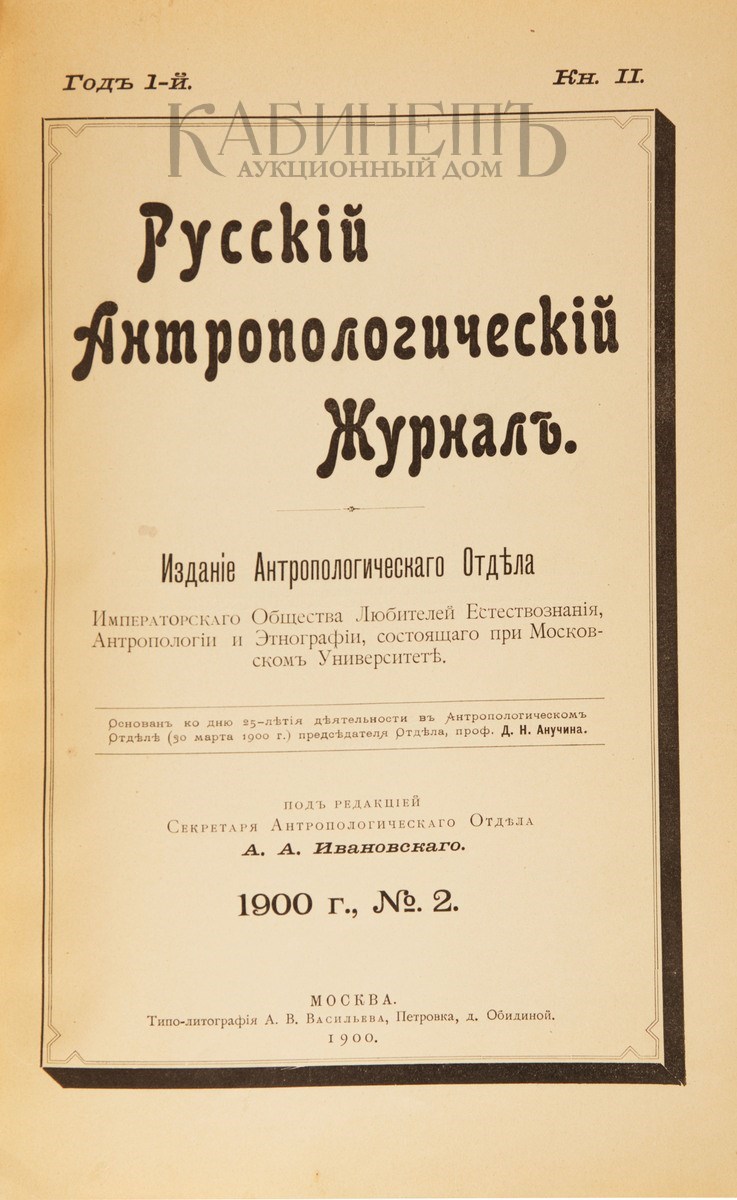 Годъ 1-й.
Кн. II.
КАБИНЕТЪ
АУКЦИОННЫЙ ДОМ
Русскій
Антропологическій
Журналъ.
Изданіе Антропологическаго Отдѣла
Императорскаго Общества Любителей Естествознанія,
Антропологіи и Этнографіи, состоящаго при Москов-
скомъ Университетѣ.
Основанъ ко дню 25-лѣтія дѣятельности въ Антропологическомъ
Отдѣлѣ (30 марта 1900 г.) предсѣдателя Отдѣла, проф. Д. Н. Анучина.
ПОДЪ РЕДАКЦІЕЙ
Секретаря Антропологическаго Отдѣла
А. А. Ивановскаго.
1900 г., №. 2.
МОСКВА.
Типо-литографія А. В. Васильева, Петровка, д. Обидиной.
1900.